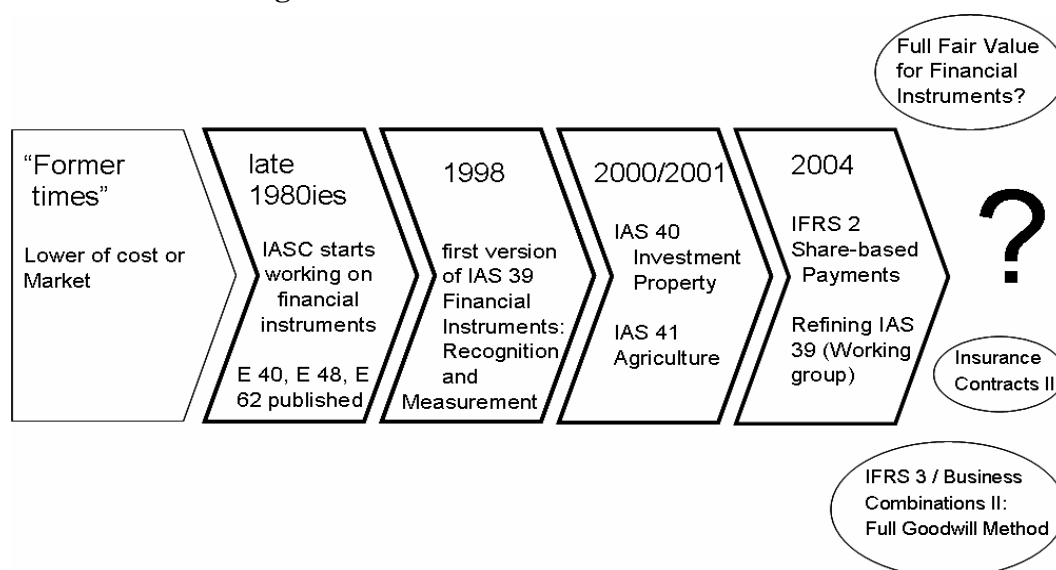 Full Fair Value
for Financial
Instruments?
“Former
times”
Lower of cost or
Market
late
1980ies
IASC starts
working on
financial
instruments
E 40, E 48, E
62 published
1998
first version
of IAS 39
Financial
Instruments:
Recognition
and
Measurement
2000/2001
IAS 40
Investment
Property
IAS 41
Agriculture
2004
IFRS 2
Share-based
Payments
Refining IAS
39 (Working
group)
?
Insurance
Contracts II
IFRS 3 / Business
Combinations II:
Full Goodwill Method